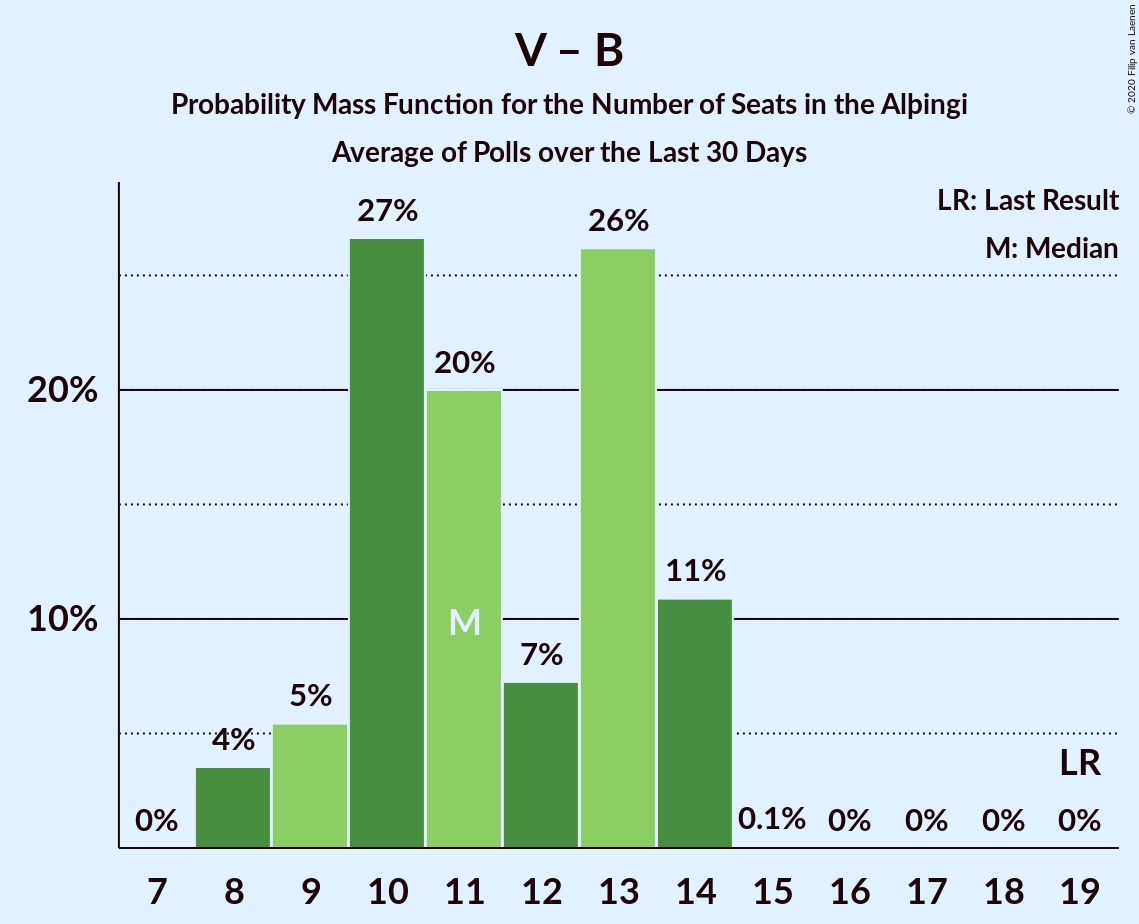 V – B
Probability Mass Function for the Number of Seats in the Alþingi
Average of Polls over the Last 30 Days
© 2020 Filip van Laenen
LR: Last Result
M: Median
27%
26%
20%
20%
11%
10%
M
7%
5%
4%
LR
0%
0.1%
0%
0%
0%
0%
7 8 9 10 11 12 13 14 15 16 17 18 19